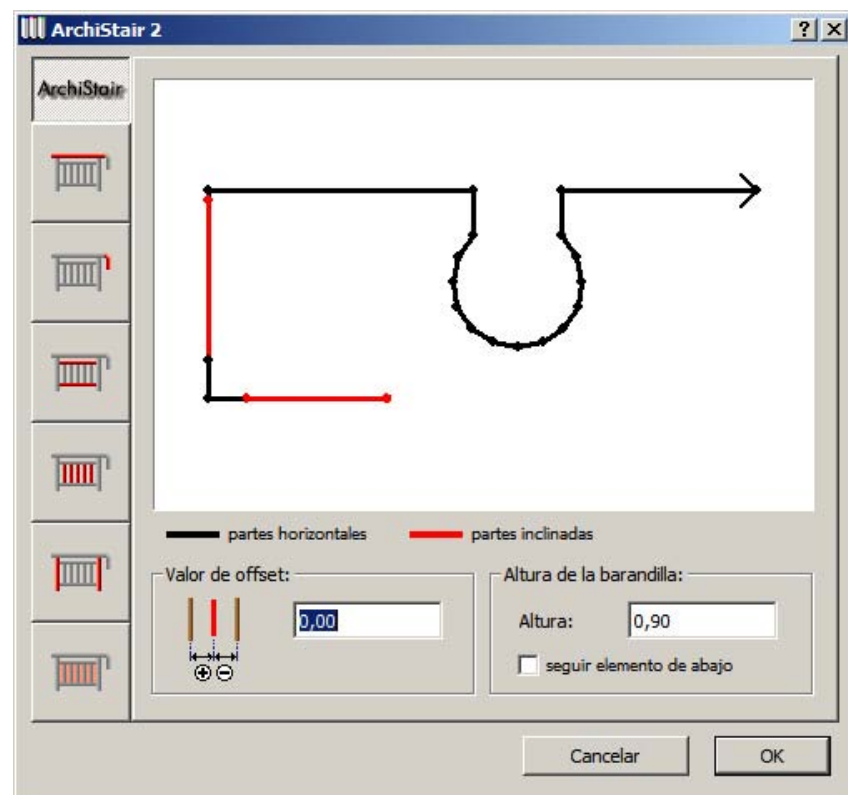 ArchiStair 2
ArchiStair
partes horizontales
partes inclinadas
Valor de offset:
0,00
Altura de la barandilla:
Altura:
0,90
seguir elemento de abajo
Cancelar
OK